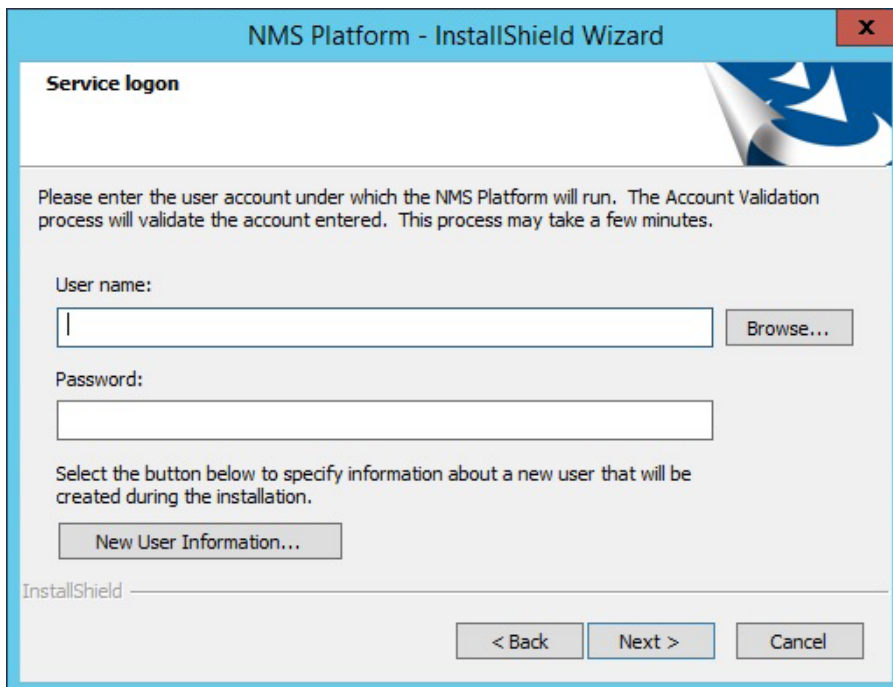 NMS Platform - InstallShield Wizard
x
Service logon
Please enter the user account under which the NMS Platform will run.  The Account Validation
process will validate the account entered.  This process may take a few minutes.
User name:
Browse...
Password:
Select the button below to specify information about a new user that will be
created during the installation.
New User Information...
InstallShield
< Back
Next >
Cancel